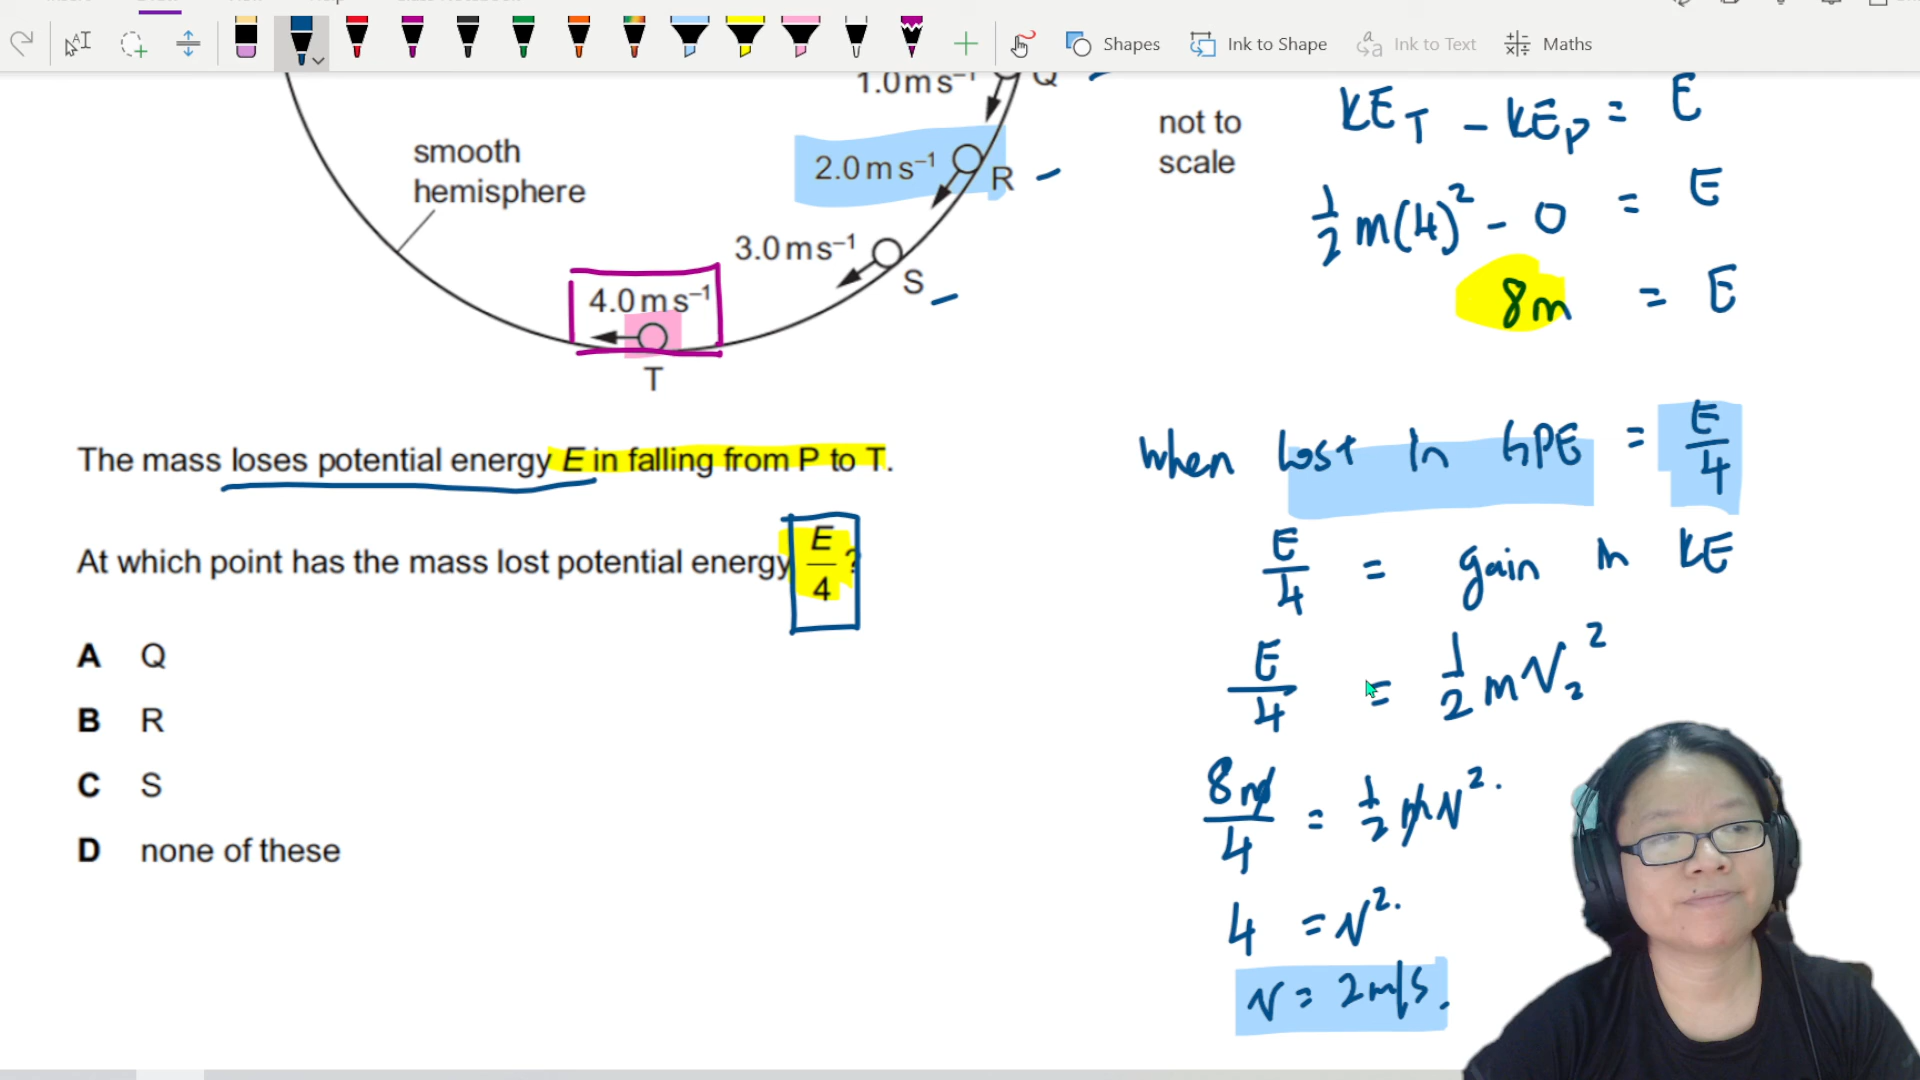 Shapes
Ink to Shape
Ink to Text
Maths
1.0 m s⁻¹
Q
2.0 m s⁻¹
R
3.0 m s⁻¹
S
4.0 m s⁻¹
T
smooth
hemisphere
not to
scale
The mass loses potential energy E in falling from P to T.
At which point has the mass lost potential energy E/4 ?
A Q
B R
C S
D none of these
KE_T - KE_P = E
1/2 m(4)² - 0 = E
8m = E
When lost in GPE = E/4
E/4 = gain in KE
E/4 = 1/2 mv₂²
8m/4 = 1/2 mv².
4 = v².
v = 2m/s.